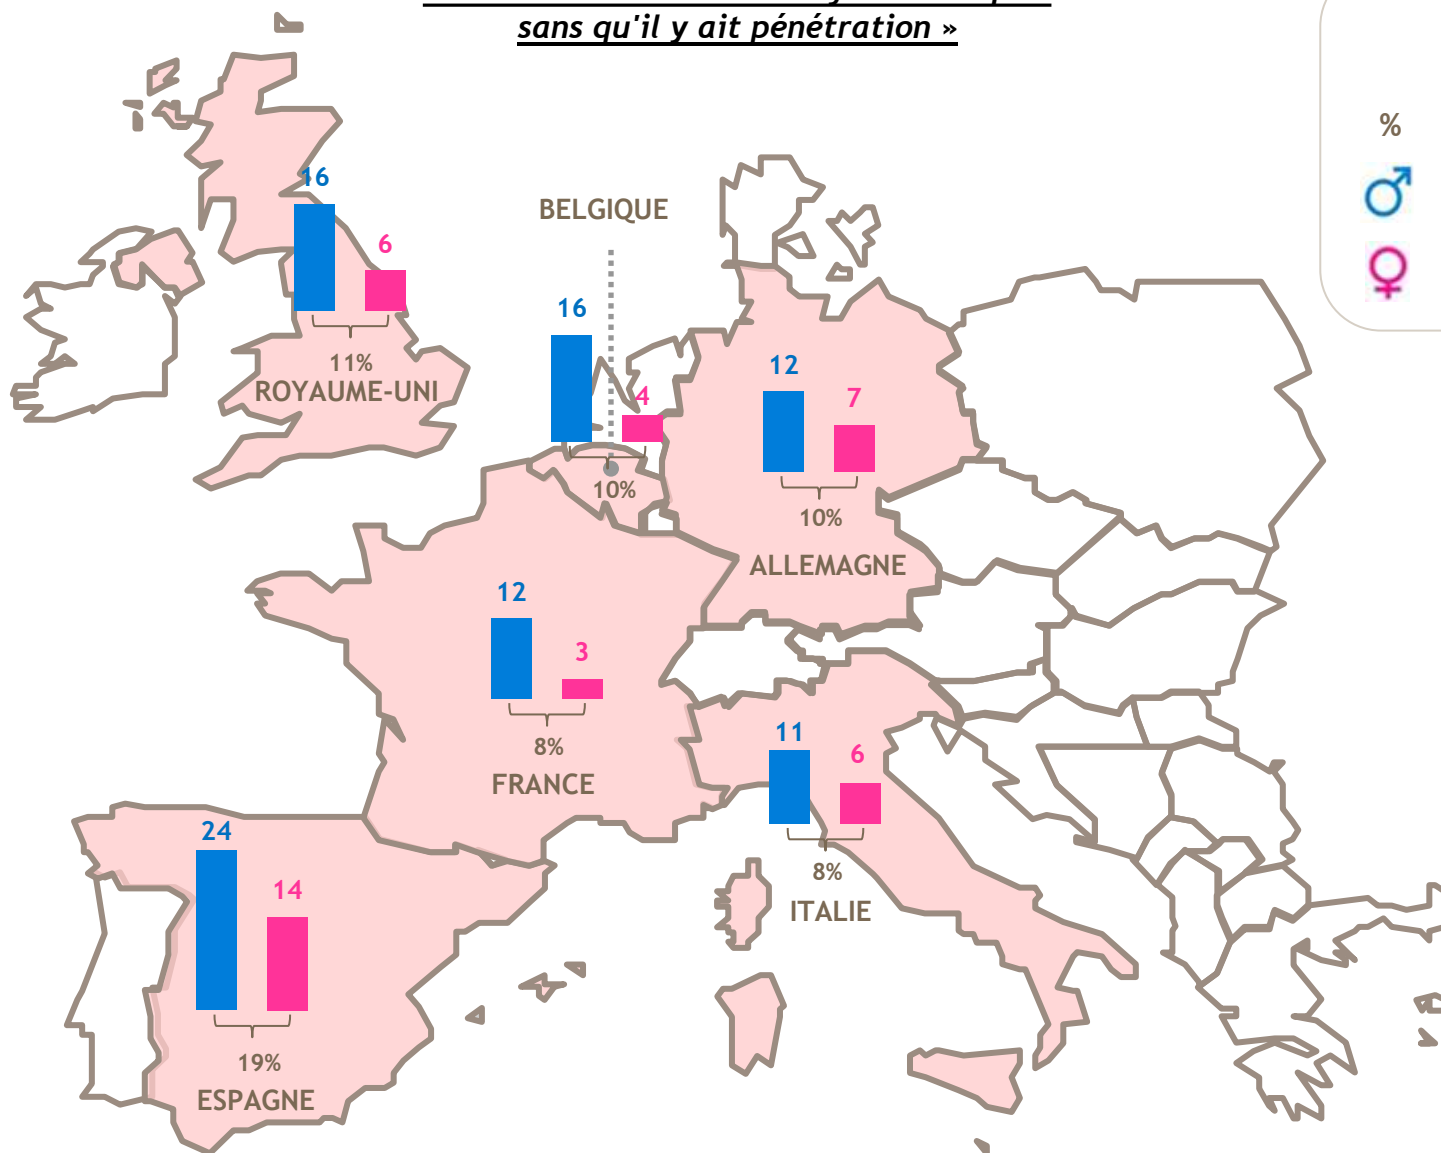 sans qu'il y ait pénétration »
%
16
6
11%
ROYAUME-UNI
BELGIQUE
16
4
10%
12
7
10%
ALLEMAGNE
12
3
8%
FRANCE
11
6
8%
ITALIE
24
14
19%
ESPAGNE